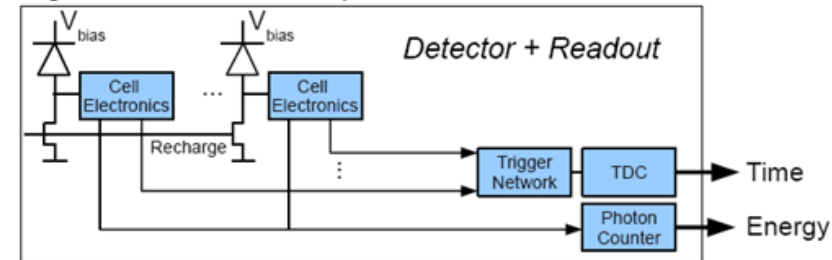 V bias
V bias
Detector + Readout
Cell
Electronics
...
Cell
Electronics
Recharge
Trigger
Network
TDC
Time
Photon
Counter
Energy